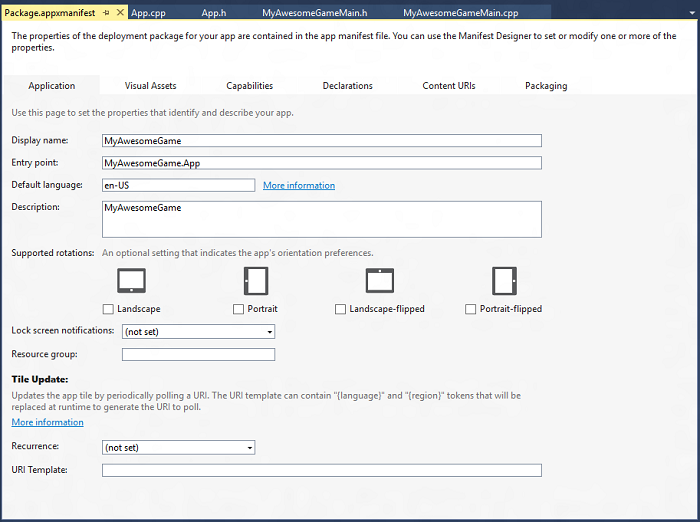 Package.appxmanifest App.cpp App.h MyAwesomeGameMain.h MyAwesomeGameMain.cpp
The properties of the deployment package for your app are contained in the app manifest file. You can use the Manifest Designer to set or modify one or more of the
properties.
Application Visual Assets Capabilities Declarations Content URIs Packaging
Use this page to set the properties that identify and describe your app.
Display name: MyAwesomeGame
Entry point: MyAwesomeGame.App
Default language: en-US More information
Description: MyAwesomeGame
Supported rotations: An optional setting that indicates the app's orientation preferences.
Landscape Portrait Landscape-flipped Portrait-flipped
Lock screen notifications: (not set)
Resource group:
Tile Update:
Updates the app tile by periodically polling a URI. The URI template can contain "{language}" and "{region}" tokens that will be
replaced at runtime to generate the URI to poll.
More information
Recurrence: (not set)
URI Template: